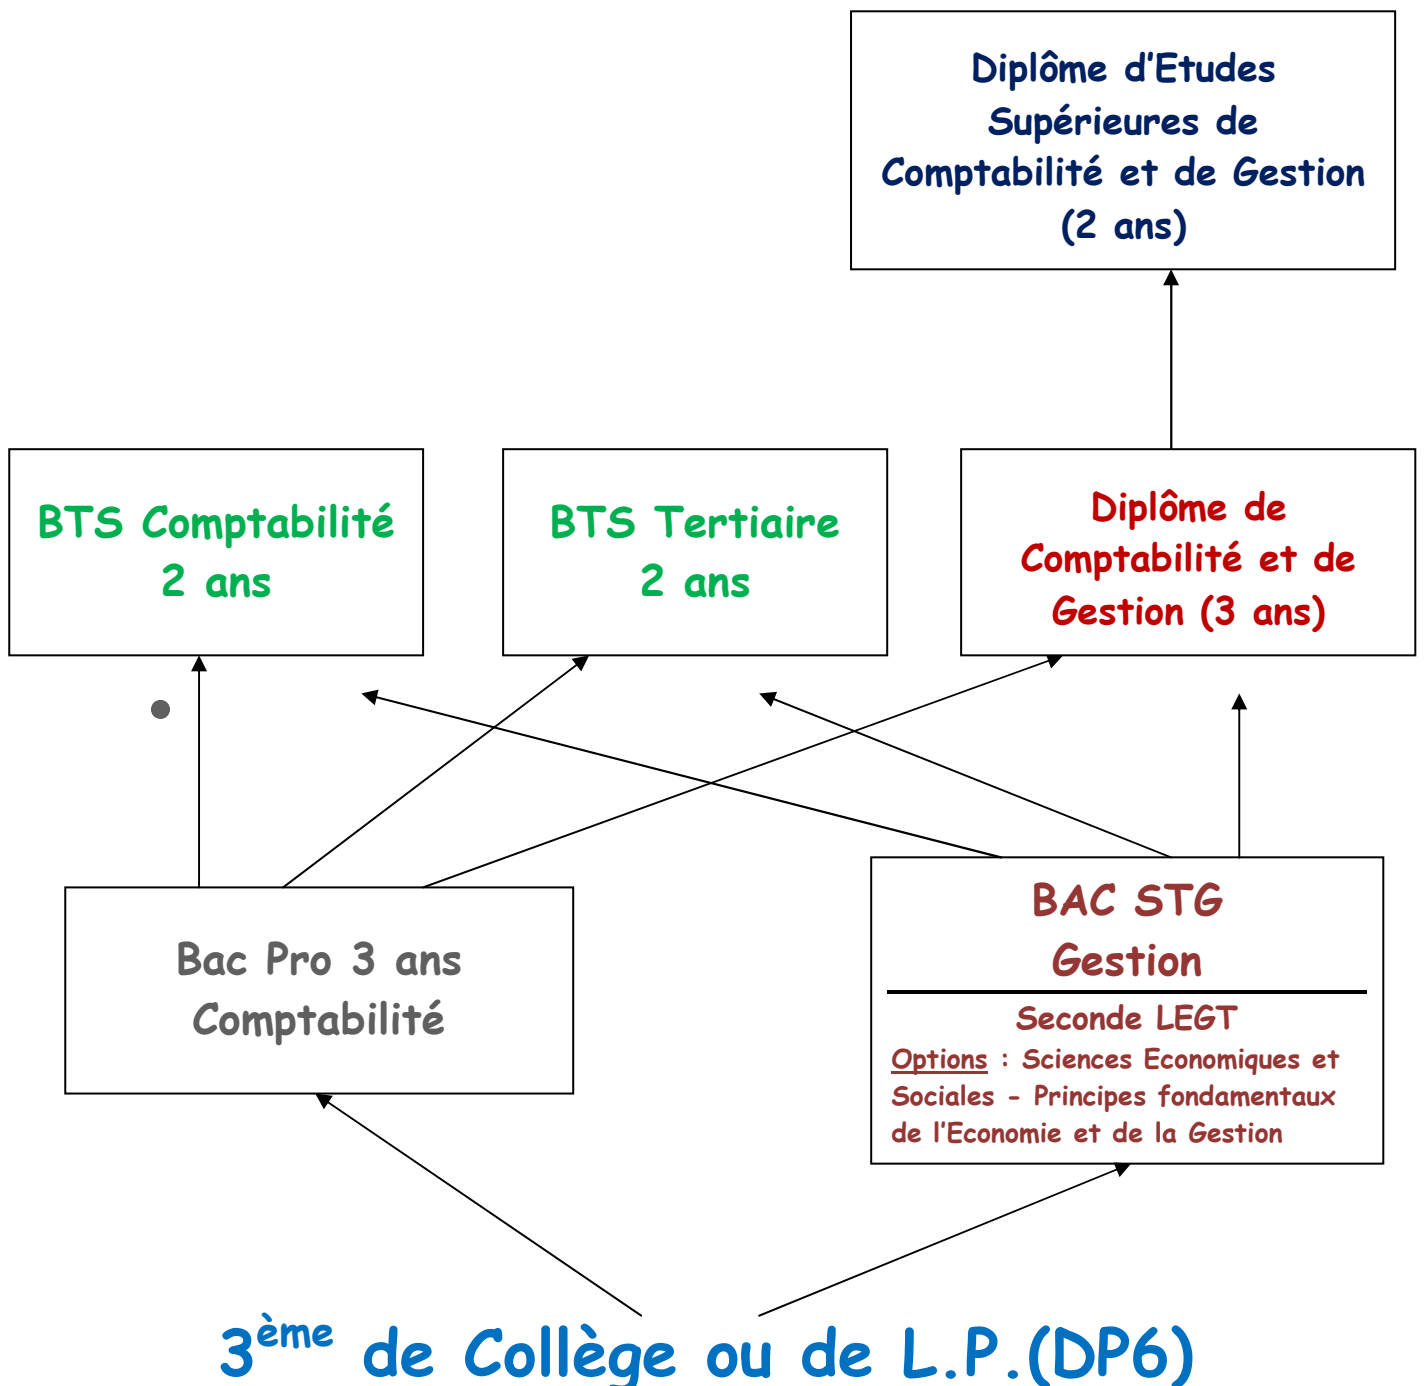 Diplôme d’Etudes
Supérieures de
Comptabilité et de Gestion
(2 ans)
BTS Comptabilité
2 ans
BTS Tertiaire
2 ans
Diplôme de
Comptabilité et de
Gestion (3 ans)
Bac Pro 3 ans
Comptabilité
BAC STG
Gestion
Seconde LEGT
Options : Sciences Economiques et
Sociales - Principes fondamentaux
de l’Economie et de la Gestion
3ème de Collège ou de L.P.(DP6)